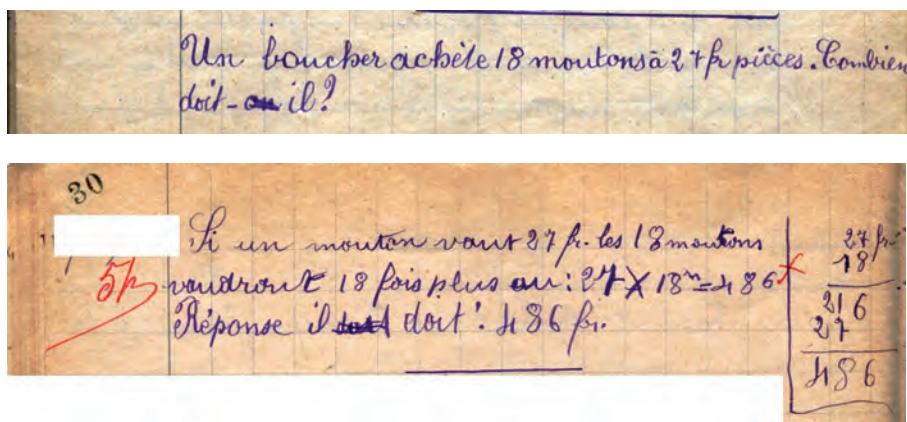 Un boucher achète 18 moutons à 27 fr pièces. Combien
doit-on il?
30
5p
Si un mouton vaut 27 fr. les 18 moutons
vaudront 18 fois plus ou: 27 X 18m = 486
Réponse il doit doit: 486 fr.
27 fr.
18
216
27
486